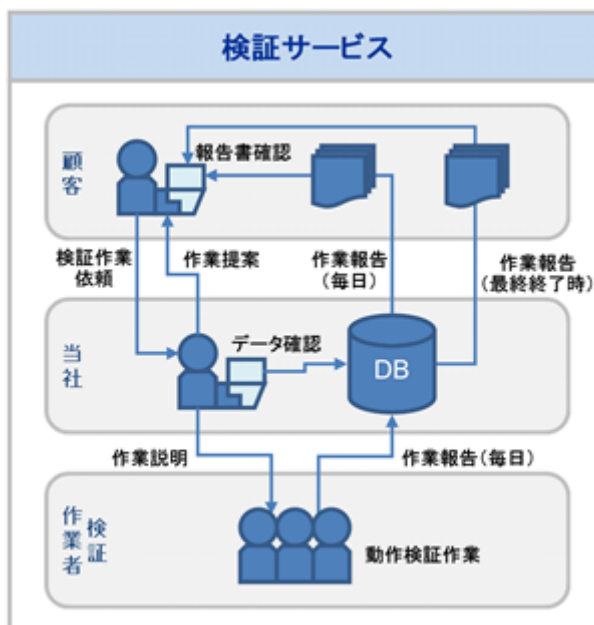 検証サービス
顧客
報告書確認
検証作業
依頼
作業提案
作業報告
(毎日)
作業報告
(最終終了時)
当社
データ確認
DB
作業説明
作業報告(毎日)
検証
作業者
動作検証作業